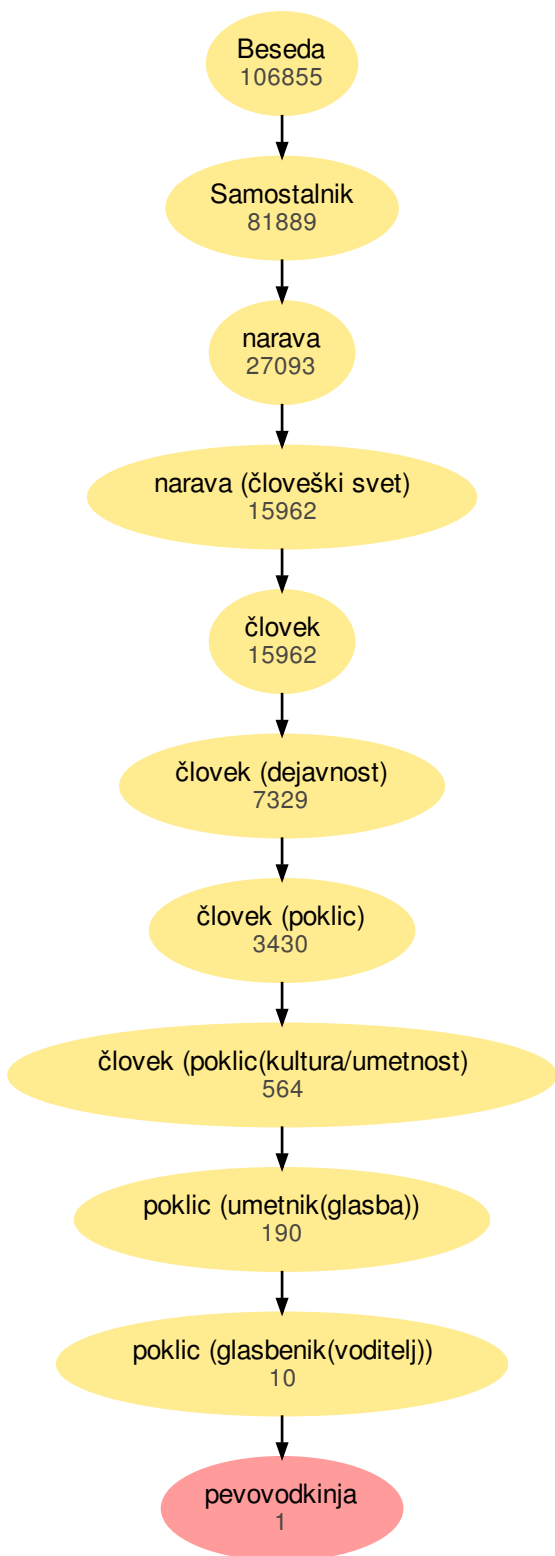 Beseda
106855
Samostalnik
81889
narava
27093
narava (človeški svet)
15962
človek
15962
človek (dejavnost)
7329
človek (poklic)
3430
človek (poklic(kultura/umetnost)
564
poklic (umetnik(glasba))
190
poklic (glasbenik(voditelj))
10
pevovodkinja
1